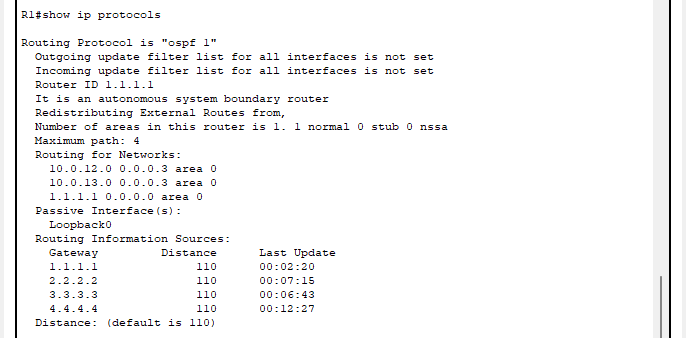 R1#show ip protocols
Routing Protocol is "ospf 1"
Outgoing update filter list for all interfaces is not set
Incoming update filter list for all interfaces is not set
Router ID 1.1.1.1
It is an autonomous system boundary router
Redistributing External Routes from,
Number of areas in this router is 1. 1 normal 0 stub 0 nssa
Maximum path: 4
Routing for Networks:
10.0.12.0 0.0.0.3 area 0
10.0.13.0 0.0.0.3 area 0
1.1.1.1 0.0.0.0 area 0
Passive Interface(s):
Loopback0
Routing Information Sources:
Gateway Distance Last Update
1.1.1.1 110 00:02:20
2.2.2.2 110 00:07:15
3.3.3.3 110 00:06:43
4.4.4.4 110 00:12:27
Distance: (default is 110)